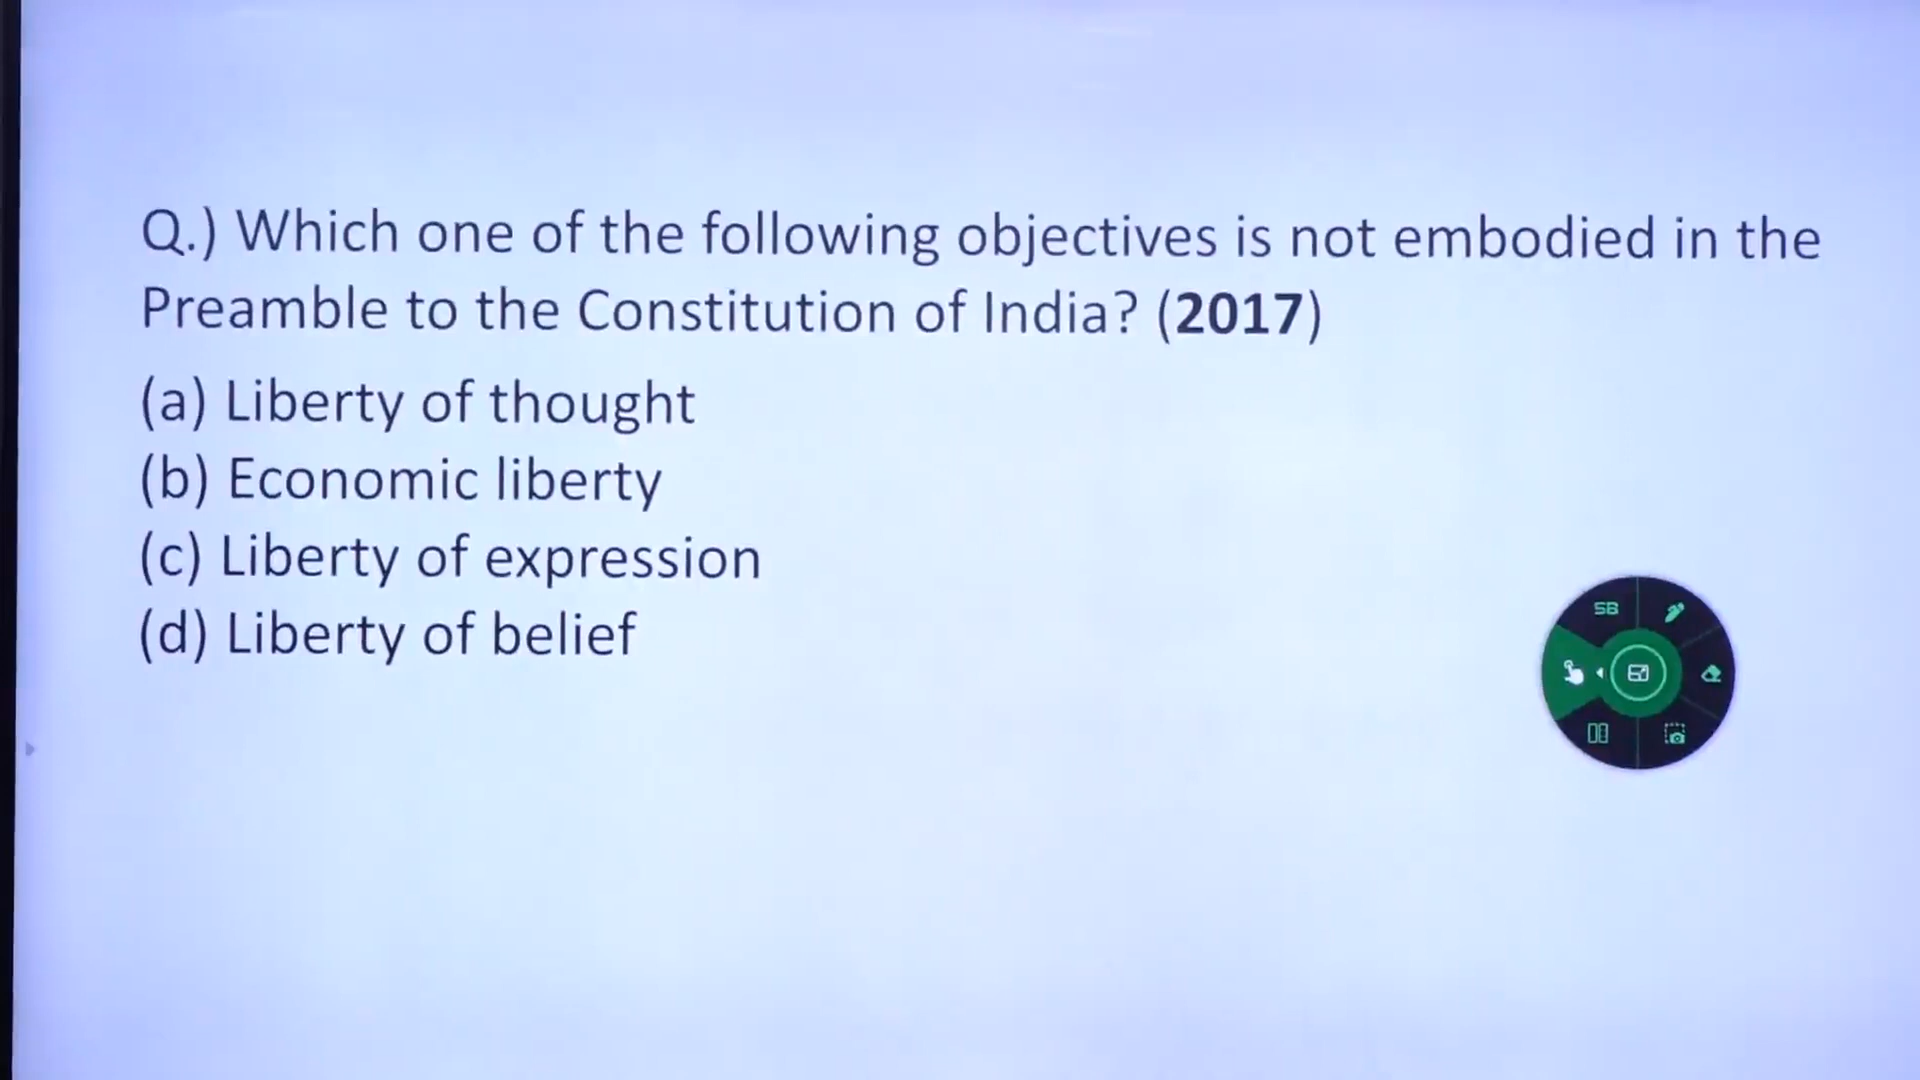 Q.) Which one of the following objectives is not embodied in the
Preamble to the Constitution of India? (2017)
(a) Liberty of thought
(b) Economic liberty
(c) Liberty of expression
(d) Liberty of belief
SB